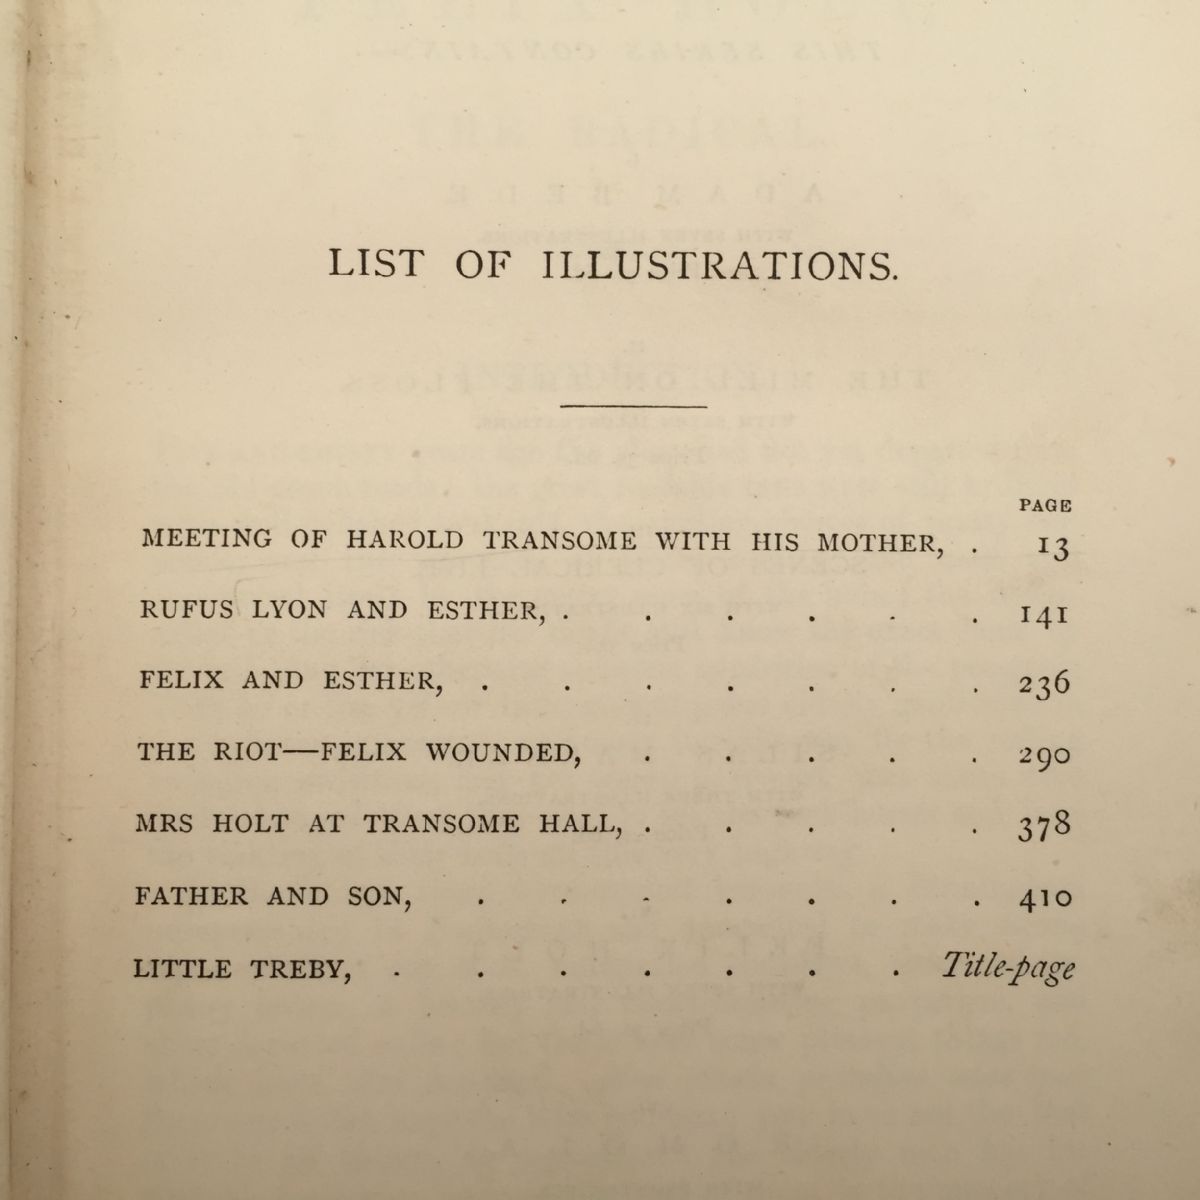 LIST OF ILLUSTRATIONS.
PAGE
MEETING OF HAROLD TRANSOME WITH HIS MOTHER, . 13
RUFUS LYON AND ESTHER, . . . . . . 141
FELIX AND ESTHER, . . . . . . . 236
THE RIOT—FELIX WOUNDED, . . . . . 290
MRS HOLT AT TRANSOME HALL, . . . . . 378
FATHER AND SON, . . . . . . . 410
LITTLE TREBY, . . . . . . . Title-page